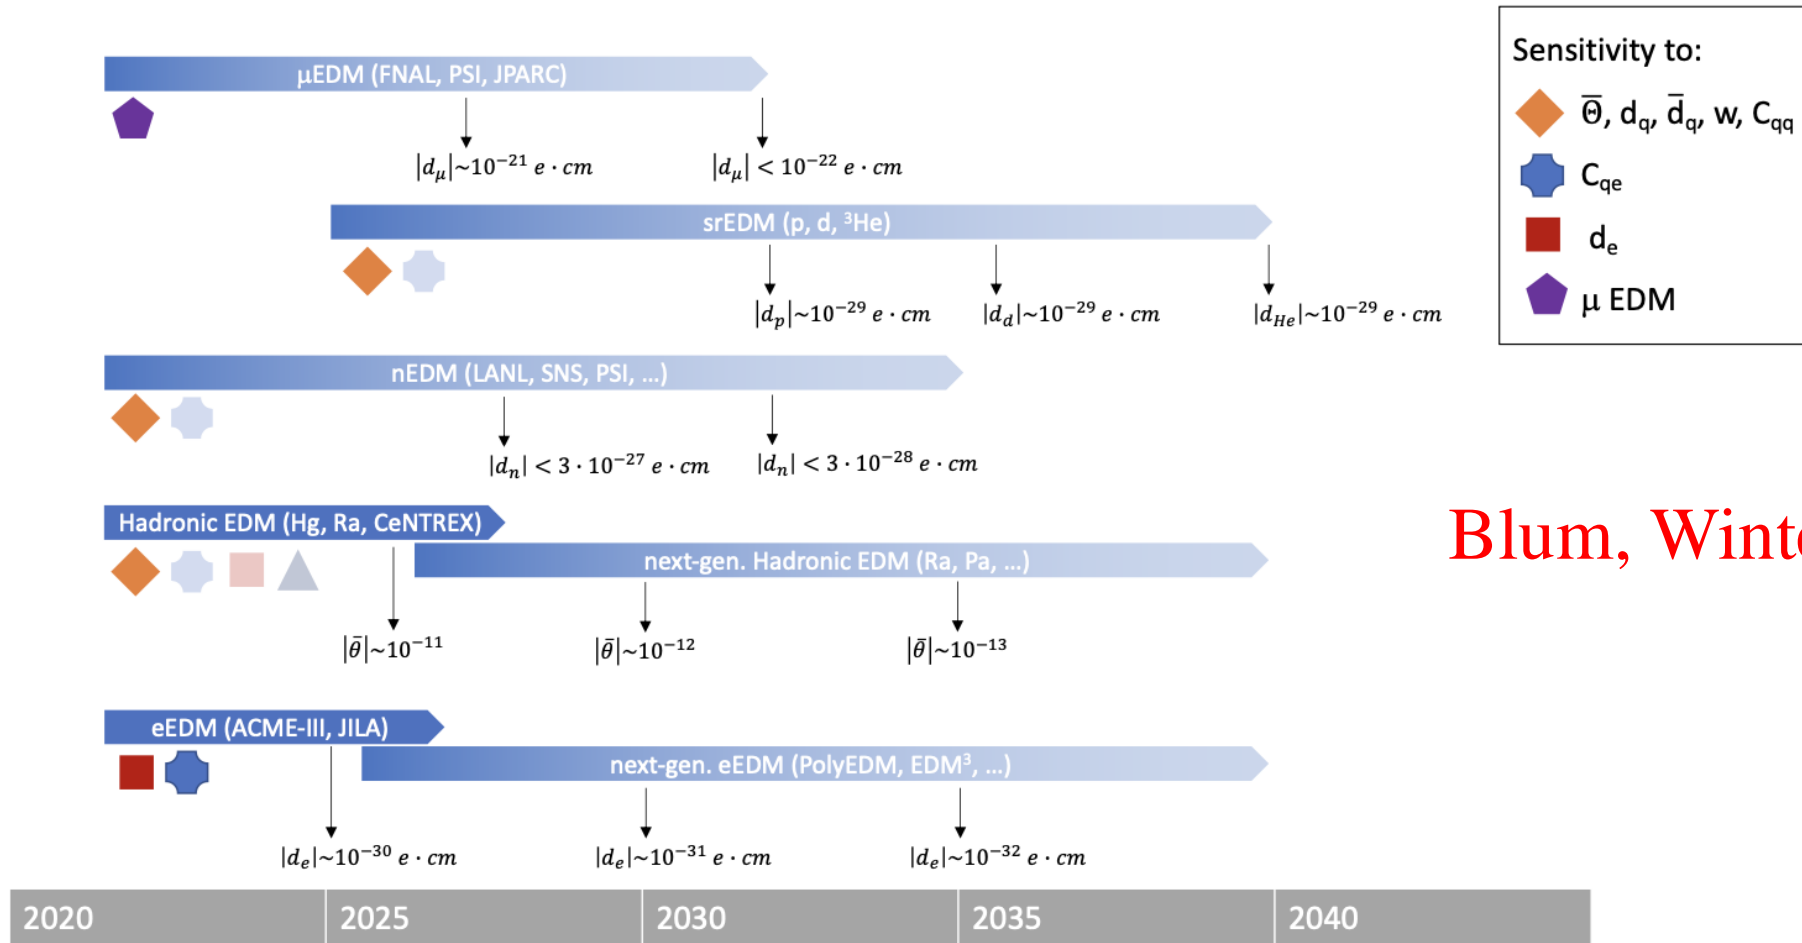 μEDM (FNAL, PSI, JPARC)
|d_μ|~10⁻²¹ e · cm
|d_μ| < 10⁻²² e · cm
srEDM (p, d, ³He)
|d_p|~10⁻²⁹ e · cm
|d_d|~10⁻²⁹ e · cm
|d_He|~10⁻²⁹ e · cm
nEDM (LANL, SNS, PSI, ...)
|d_n| < 3 · 10⁻²⁷ e · cm
|d_n| < 3 · 10⁻²⁸ e · cm
Hadronic EDM (Hg, Ra, CeNTREX)
next-gen. Hadronic EDM (Ra, Pa, ...)
|θ̄|~10⁻¹¹
|θ̄|~10⁻¹²
|θ̄|~10⁻¹³
eEDM (ACME-III, JILA)
next-gen. eEDM (PolyEDM, EDM³, ...)
|d_e|~10⁻³⁰ e · cm
|d_e|~10⁻³¹ e · cm
|d_e|~10⁻³² e · cm
2020
2025
2030
2035
2040
Sensitivity to:
Θ̄, d_q, d̄_q, w, C_qq
C_qe
d_e
μ EDM
Blum,